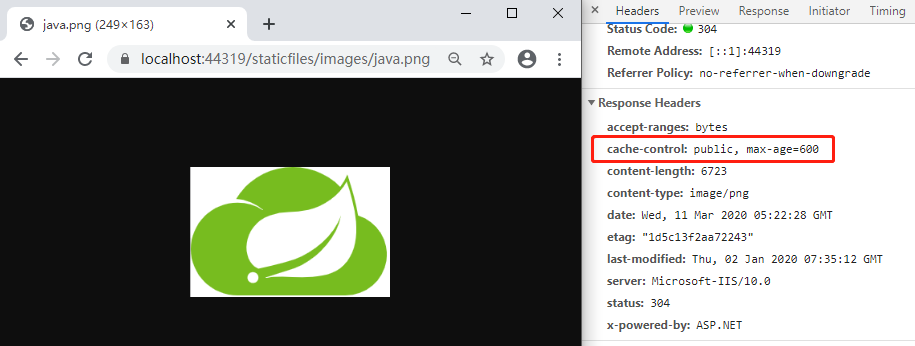 java.png (249×163)
localhost:44319/staticfiles/images/java.png
Headers Preview Response Initiator Timing
Status Code: 304
Remote Address: [::1]:44319
Referrer Policy: no-referrer-when-downgrade
Response Headers
accept-ranges: bytes
cache-control: public, max-age=600
content-length: 6723
content-type: image/png
date: Wed, 11 Mar 2020 05:22:28 GMT
etag: "1d5c13f2aa72243"
last-modified: Thu, 02 Jan 2020 07:35:12 GMT
server: Microsoft-IIS/10.0
status: 304
x-powered-by: ASP.NET